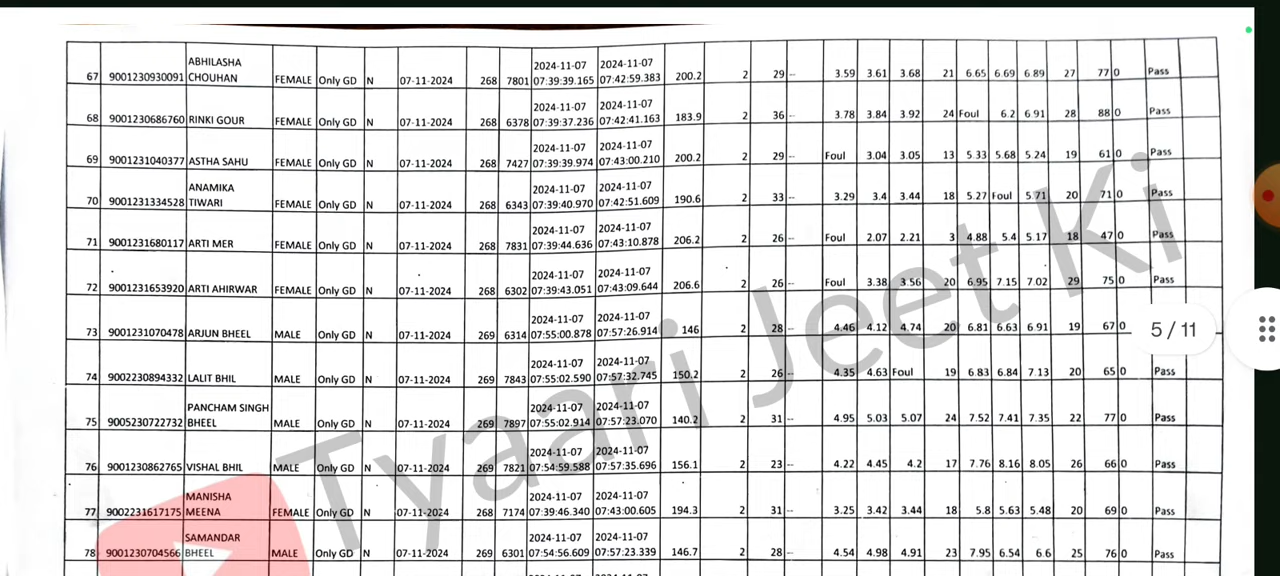 67 9001230930091 ABHILASHA CHOUHAN FEMALE Only GD N 07-11-2024 268 7801 2024-11-07 07:39:39.165 2024-11-07 07:42:59.383 200.2 2 29 -- 3.59 3.61 3.68 21 6.65 6.69 6.89 27 77 0 Pass
68 9001230686760 RINKI GOUR FEMALE Only GD N 07-11-2024 268 6378 2024-11-07 07:39:37.236 2024-11-07 07:42:41.163 183.9 2 36 -- 3.78 3.84 3.92 24 Foul 6.2 6.91 28 88 0 Pass
69 9001231040377 ASTHA SAHU FEMALE Only GD N 07-11-2024 268 7427 2024-11-07 07:39:39.974 2024-11-07 07:43:00.210 200.2 2 29 -- Foul 3.04 3.05 13 5.33 5.68 5.24 19 61 0 Pass
70 9001231334528 ANAMIKA TIWARI FEMALE Only GD N 07-11-2024 268 6343 2024-11-07 07:39:40.970 2024-11-07 07:42:51.609 190.6 2 33 -- 3.29 3.4 3.44 18 5.27 Foul 5.71 20 71 0 Pass
71 9001231680117 ARTI MER FEMALE Only GD N 07-11-2024 268 7831 2024-11-07 07:39:44.636 2024-11-07 07:43:10.878 206.2 2 26 -- Foul 2.07 2.21 3 4.88 5.4 5.17 18 47 0 Pass
72 9001231653920 ARTI AHIRWAR FEMALE Only GD N 07-11-2024 268 6302 2024-11-07 07:39:43.051 2024-11-07 07:43:09.644 206.6 2 26 -- Foul 3.38 3.56 20 6.95 7.15 7.02 29 75 0 Pass
73 9001231070478 ARJUN BHEEL MALE Only GD N 07-11-2024 269 6314 2024-11-07 07:55:00.878 2024-11-07 07:57:26.914 146 2 28 -- 4.46 4.12 4.74 20 6.81 6.63 6.91 19 67 0 Pass
5 / 11
74 9002230894332 LALIT BHIL MALE Only GD N 07-11-2024 269 7843 2024-11-07 07:55:02.590 2024-11-07 07:57:32.745 150.2 2 26 -- 4.35 4.63 Foul 19 6.83 6.84 7.13 20 65 0 Pass
75 9005230722732 PANCHAM SINGH BHEEL MALE Only GD N 07-11-2024 269 7897 2024-11-07 07:55:02.914 2024-11-07 07:57:23.070 140.2 2 31 -- 4.95 5.03 5.07 24 7.52 7.41 7.35 22 77 0 Pass
76 9001230862765 VISHAL BHIL MALE Only GD N 07-11-2024 269 7821 2024-11-07 07:54:59.588 2024-11-07 07:57:35.696 156.1 2 23 -- 4.22 4.45 4.2 17 7.76 8.16 8.05 26 66 0 Pass
77 9002231617175 MANISHA MEENA FEMALE Only GD N 07-11-2024 268 7174 2024-11-07 07:39:46.340 2024-11-07 07:43:00.605 194.3 2 31 -- 3.25 3.42 3.44 18 5.8 5.63 5.48 20 69 0 Pass
78 9001230704566 SAMANDAR BHEEL MALE Only GD N 07-11-2024 269 6301 2024-11-07 07:54:56.609 2024-11-07 07:57:23.339 146.7 2 28 -- 4.54 4.98 4.91 23 7.95 6.54 6.6 25 76 0 Pass
Tyaari Jeet Ki